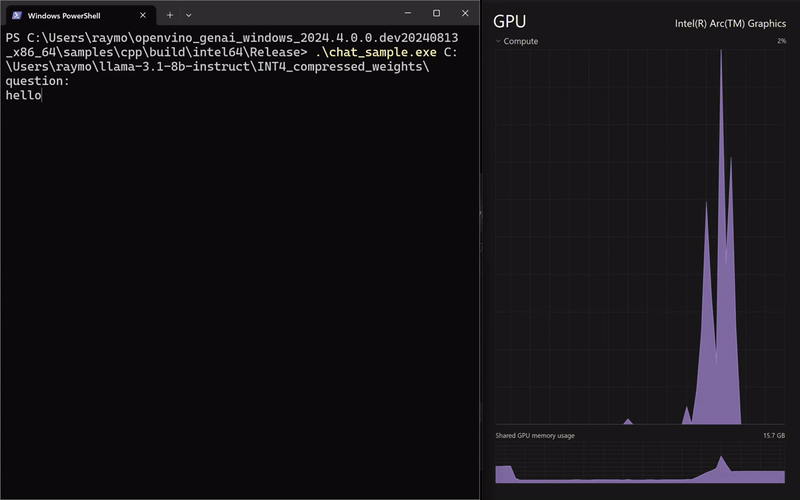 Windows PowerShell
PS C:\Users\raymo\openvino_genai_windows_2024.4.0.0.dev20240813
_x86_64\samples\cpp\build\intel64\Release> .\chat_sample.exe C:
\Users\raymo\llama-3.1-8b-instruct\INT4_compressed_weights\
question:
hello
GPU
Intel(R) Arc(TM) Graphics
Compute
2%
Shared GPU memory usage
15.7 GB